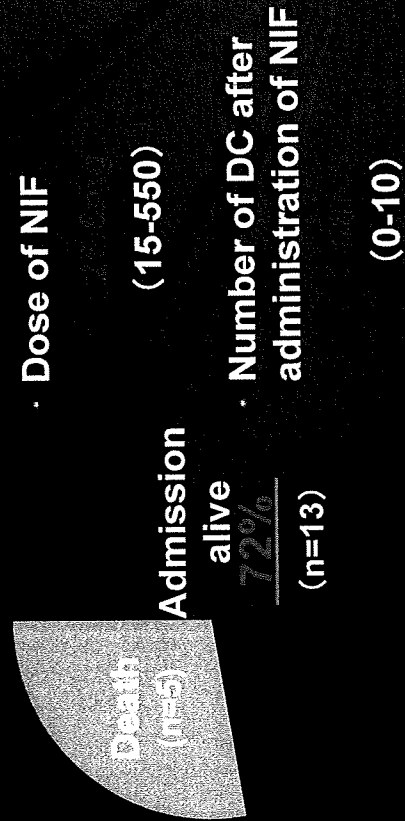 Death
(n=5)
Admission
alive
72%
(n=13)
· Dose of NIF
(15-550)
· Number of DC after
administration of NIF
(0-10)